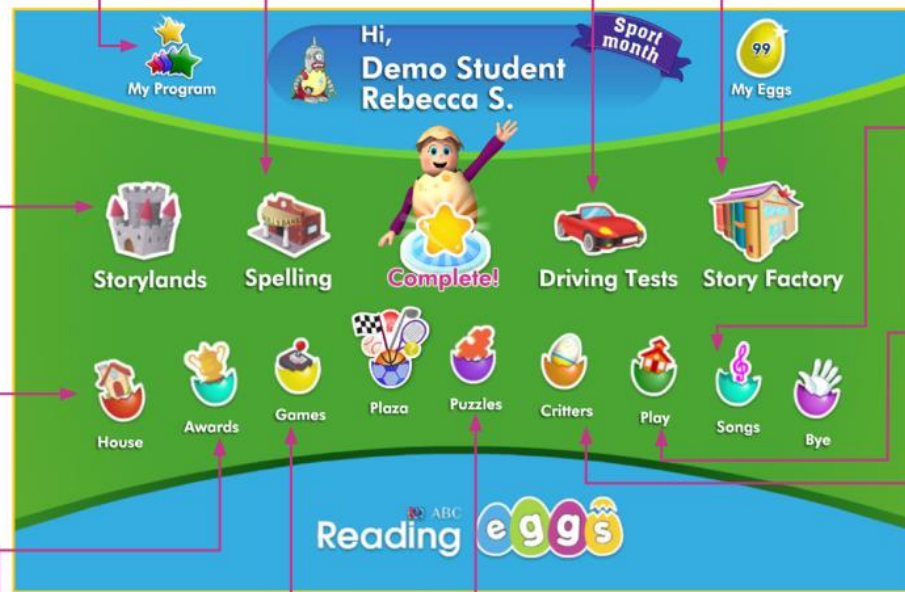 Hi,
Demo Student
Rebecca S.
Sport
month
99
My Program
My Eggs
Complete!
Storylands
Spelling
Driving Tests
Story Factory
House
Awards
Games
Plaza
Puzzles
Critters
Play
Songs
Bye
ABC
Reading eggs